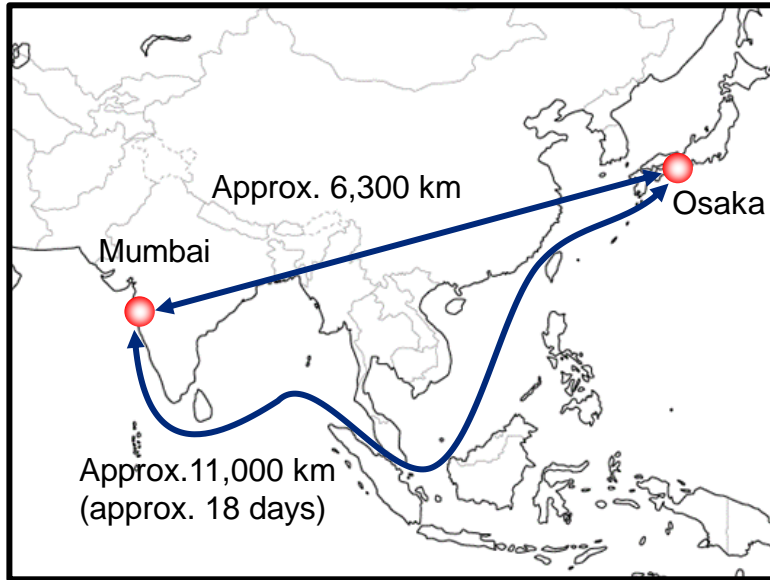 Approx. 6,300 km
Osaka
Mumbai
Approx.11,000 km
(approx. 18 days)